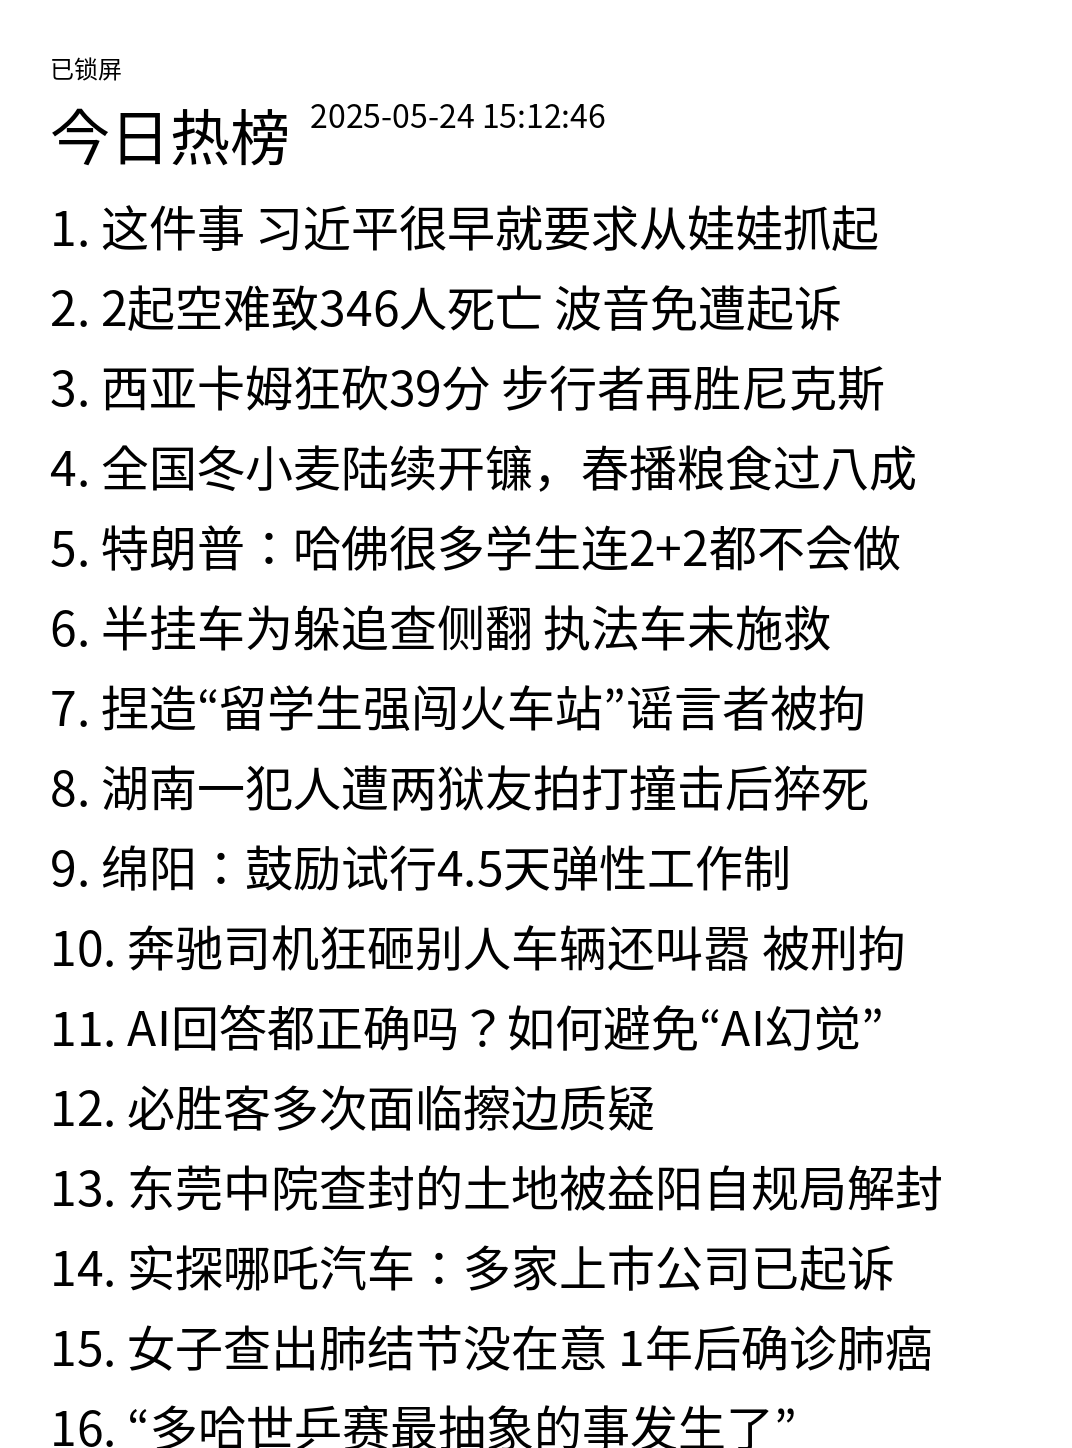 已锁屏
今日热榜 2025-05-24 15:12:46
1. 这件事 习近平很早就要求从娃娃抓起
2. 2起空难致346人死亡 波音免遭起诉
3. 西亚卡姆狂砍39分 步行者再胜尼克斯
4. 全国冬小麦陆续开镰，春播粮食过八成
5. 特朗普：哈佛很多学生连2+2都不会做
6. 半挂车为躲追查侧翻 执法车未施救
7. 捏造“留学生强闯火车站”谣言者被拘
8. 湖南一犯人遭两狱友拍打撞击后猝死
9. 绵阳：鼓励试行4.5天弹性工作制
10. 奔驰司机狂砸别人车辆还叫嚣 被刑拘
11. AI回答都正确吗？如何避免“AI幻觉”
12. 必胜客多次面临擦边质疑
13. 东莞中院查封的土地被益阳自规局解封
14. 实探哪吒汽车：多家上市公司已起诉
15. 女子查出肺结节没在意 1年后确诊肺癌
16. “多哈世乒赛最抽象的事发生了”